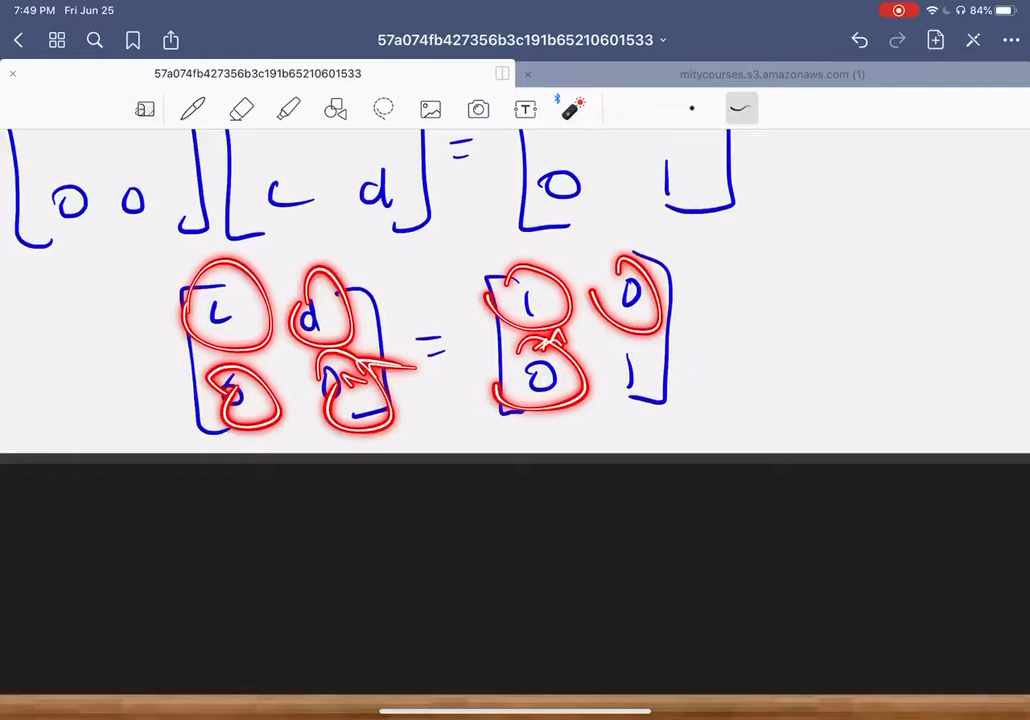 7:49 PM Fri Jun 25 84%
57a074fb427356b3c191b65210601533
57a074fb427356b3c191b65210601533 mitycourses.s3.amazonaws.com (1)
T
=
0 0 c d 0 1
c d 1 0
=
0 0 0 1